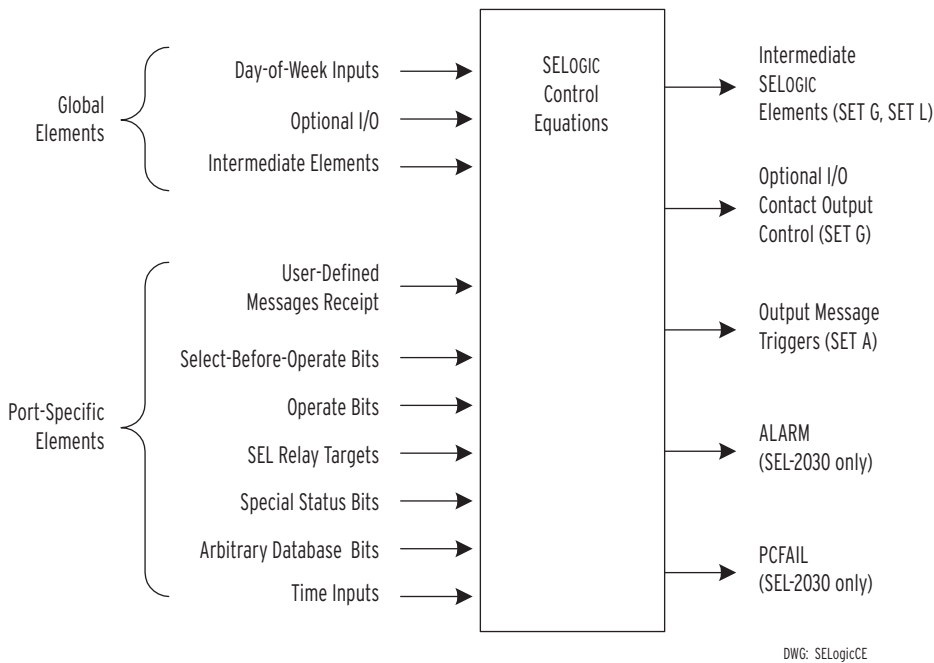 Global
Elements
Day-of-Week Inputs
Optional I/O
Intermediate Elements
Port-Specific
Elements
User-Defined
Messages Receipt
Select-Before-Operate Bits
Operate Bits
SEL Relay Targets
Special Status Bits
Arbitrary Database Bits
Time Inputs
SELOGIC
Control
Equations
Intermediate
SELOGIC
Elements (SET G, SET L)
Optional I/O
Contact Output
Control (SET G)
Output Message
Triggers (SET A)
ALARM
(SEL-2030 only)
PCFAIL
(SEL-2030 only)
DWG: SELogicCE